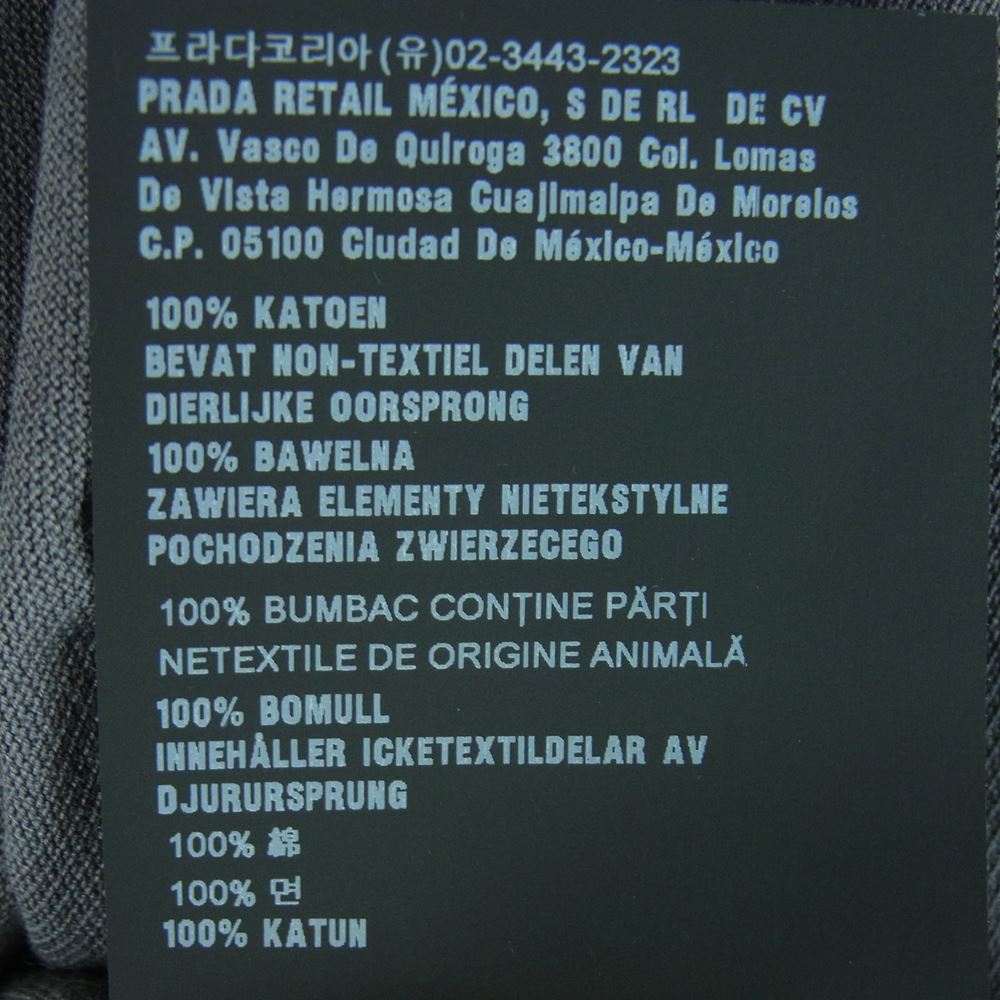 프라다코리아(유)02-3443-2323
PRADA RETAIL MÉXICO, S DE RL DE CV
AV. Vasco De Quiroga 3800 Col. Lomas
De Vista Hermosa Cuajimalpa De Morelos
C.P. 05100 Ciudad De México-México
100% KATOEN
BEVAT NON-TEXTIEL DELEN VAN
DIERLIJKE OORSPRONG
100% BAWELNA
ZAWIERA ELEMENTY NIETEKSTYLNE
POCHODZENIA ZWIERZECEGO
100% BUMBAC CONȚINE PĂRȚI
NETEXTILE DE ORIGINE ANIMALĂ
100% BOMULL
INNEHÅLLER ICKETEXTILDELAR AV
DJURURSPRUNG
100% 綿
100% 면
100% KATUN